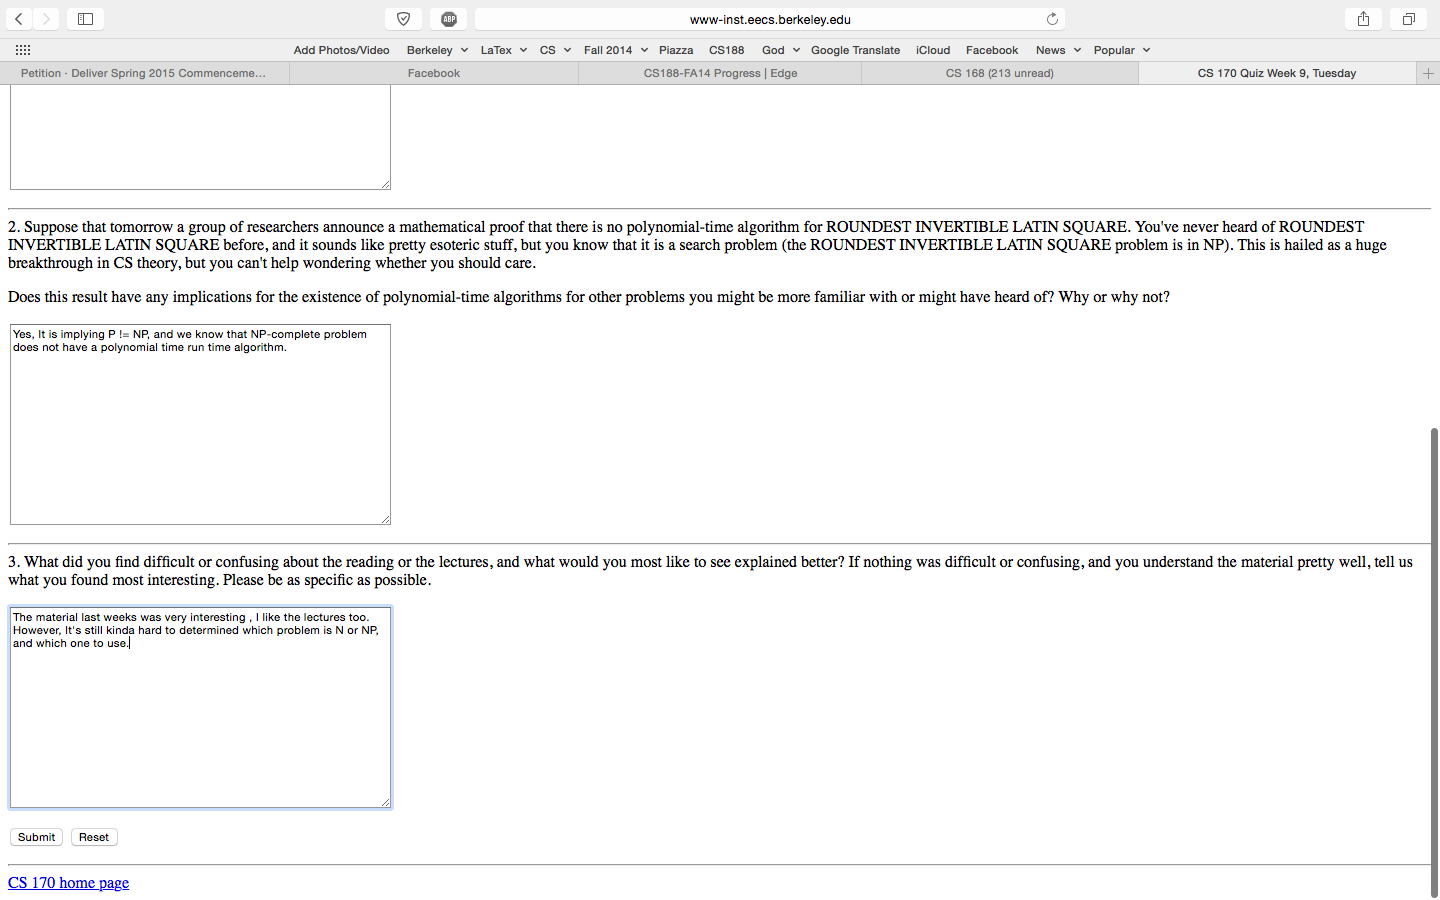 ABP
www-inst.eecs.berkeley.edu
Add Photos/Video Berkeley LaTex CS Fall 2014 Piazza CS188 God Google Translate iCloud Facebook News Popular
Petition · Deliver Spring 2015 Commenceme... Facebook CS188-FA14 Progress | Edge CS 168 (213 unread) CS 170 Quiz Week 9, Tuesday
2. Suppose that tomorrow a group of researchers announce a mathematical proof that there is no polynomial-time algorithm for ROUNDEST INVERTIBLE LATIN SQUARE. You've never heard of ROUNDEST
INVERTIBLE LATIN SQUARE before, and it sounds like pretty esoteric stuff, but you know that it is a search problem (the ROUNDEST INVERTIBLE LATIN SQUARE problem is in NP). This is hailed as a huge
breakthrough in CS theory, but you can't help wondering whether you should care.
Does this result have any implications for the existence of polynomial-time algorithms for other problems you might be more familiar with or might have heard of? Why or why not?
Yes, It is implying P != NP, and we know that NP-complete problem
does not have a polynomial time run time algorithm.
3. What did you find difficult or confusing about the reading or the lectures, and what would you most like to see explained better? If nothing was difficult or confusing, and you understand the material pretty well, tell us
what you found most interesting. Please be as specific as possible.
The material last weeks was very interesting , I like the lectures too.
However, It's still kinda hard to determined which problem is N or NP,
and which one to use.
Submit Reset
CS 170 home page